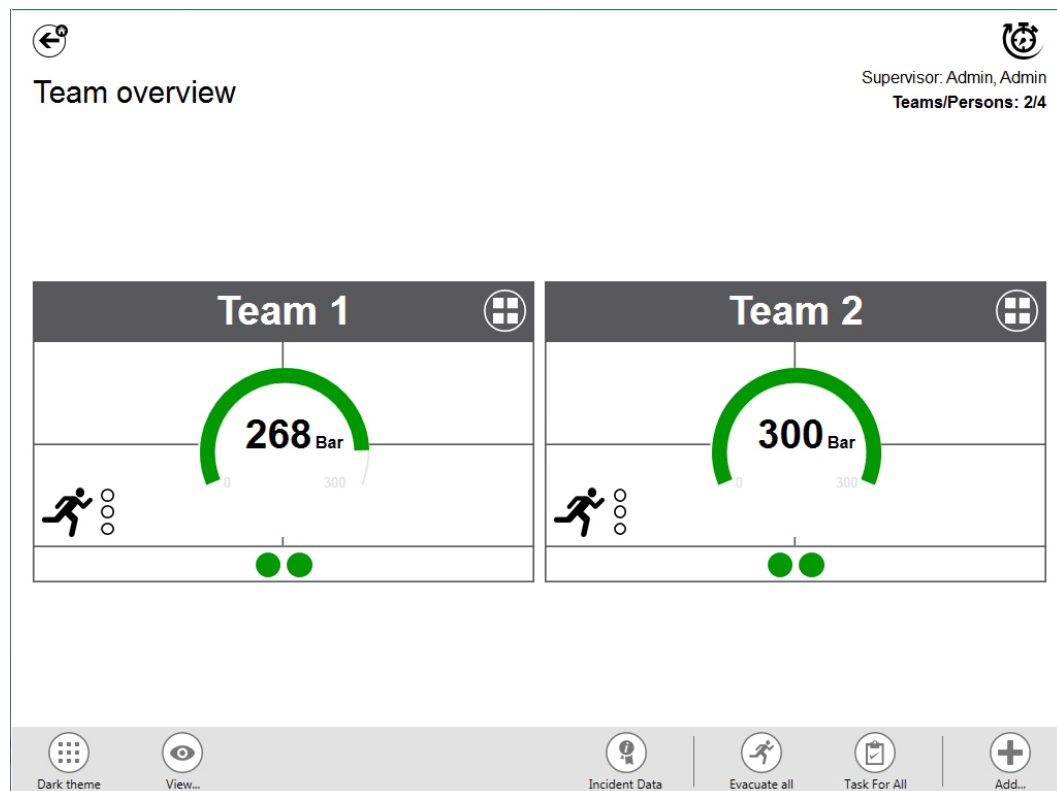 Team overview
Supervisor: Admin, Admin
Teams/Persons: 2/4
Team 1
268 Bar
0 300
Team 2
300 Bar
0 300
Dark theme
View...
Incident Data
Evacuate all
Task For All
Add...